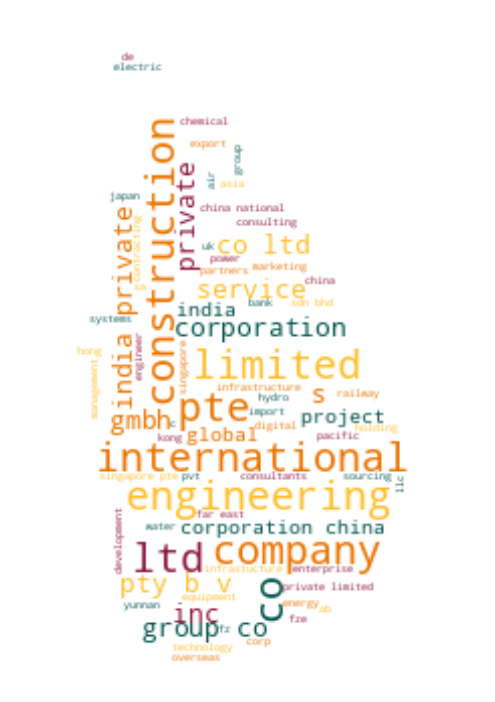 de
electric
chemical
construction
export
group
private
air
asia
japan
china national
india private
contracting
consulting
uk
co ltd
power
partners
marketing
china
service
bank
sdn bhd
india
systems
corporation
engineer
singapore
hong
management
limited
infrastructure
s
railway
hydro
pte
import
gmbh
project
digital
holding
kong
global
pacific
international
singapore pte
pvt
consultants
sourcing
llc
engineering
far east
development
water
corporation china
ltd
company
infrastucture
enterprise
pty
b v
co
private limited
equipment
yunnan
energy
ab
inc
fze
group co
fz
corp
technology
overseas